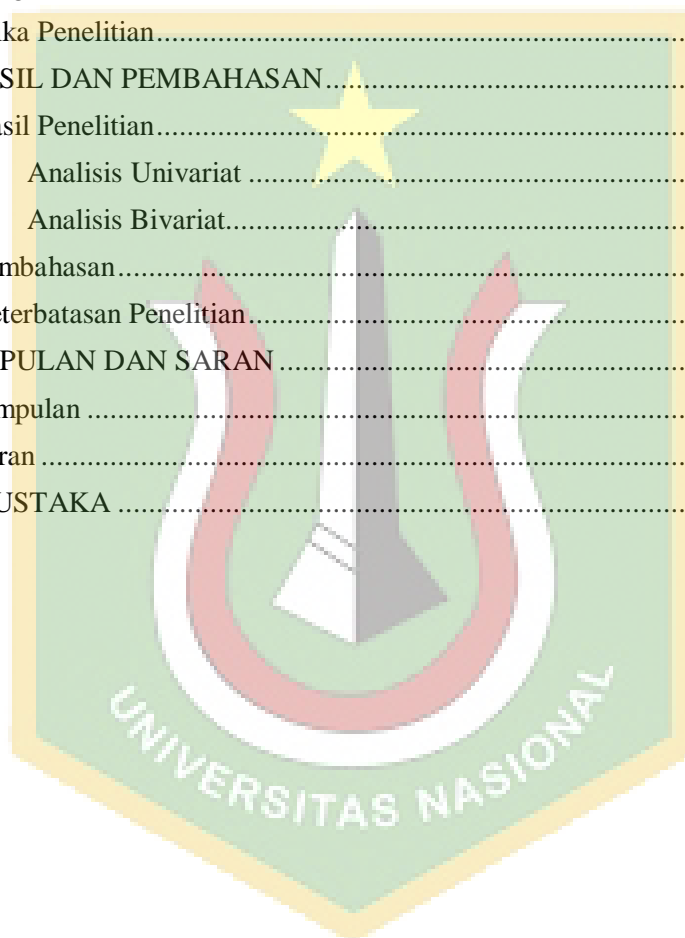 ka Penelitian
SIL DAN PEMBAHASAN
asil Penelitian
Analisis Univariat
Analisis Bivariat
mbahasan
eterbatasan Penelitian
PULAN DAN SARAN
mpulan
ran
USTAKA
UNIVERSITAS NASIONAL